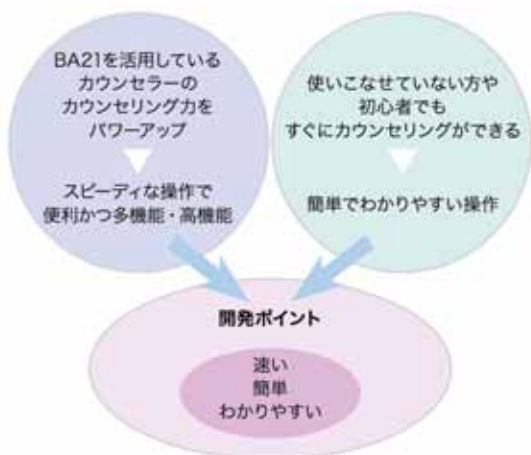 BA21を活用している
カウンセラーの
カウンセリング力を
パワーアップ
スピーディな操作で
便利かつ多機能・高機能
使いこなせていない方や
初心者でも
すぐにカウンセリングができる
簡単でわかりやすい操作
開発ポイント
速い
簡単
わかりやすい